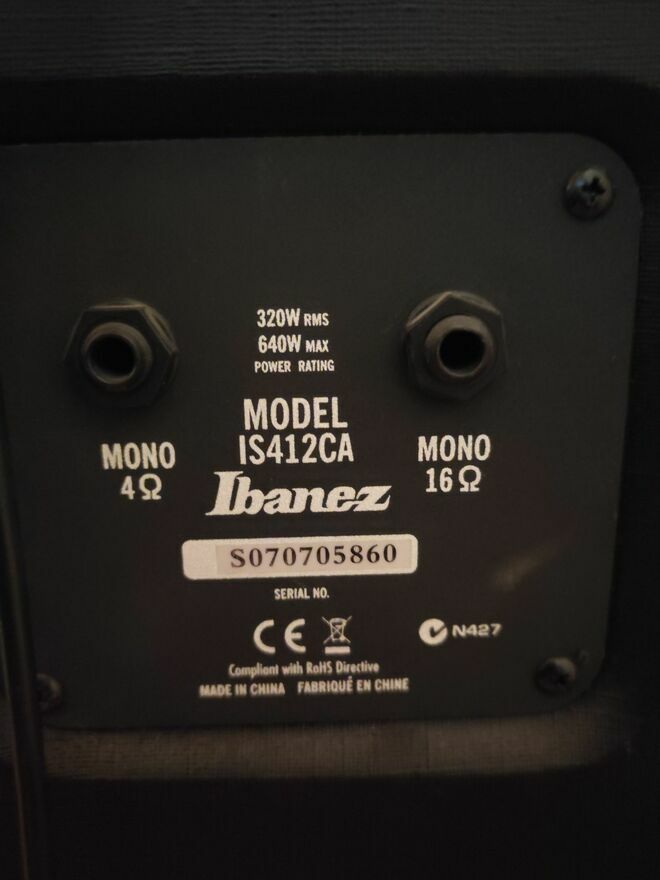 320W RMS
640W MAX
POWER RATING
MODEL
IS412CA
MONO
4Ω
MONO
16Ω
Ibanez
S070705860
SERIAL NO.
CE
N427
Compliant with RoHS Directive
MADE IN CHINA FABRIQUÉ EN CHINE